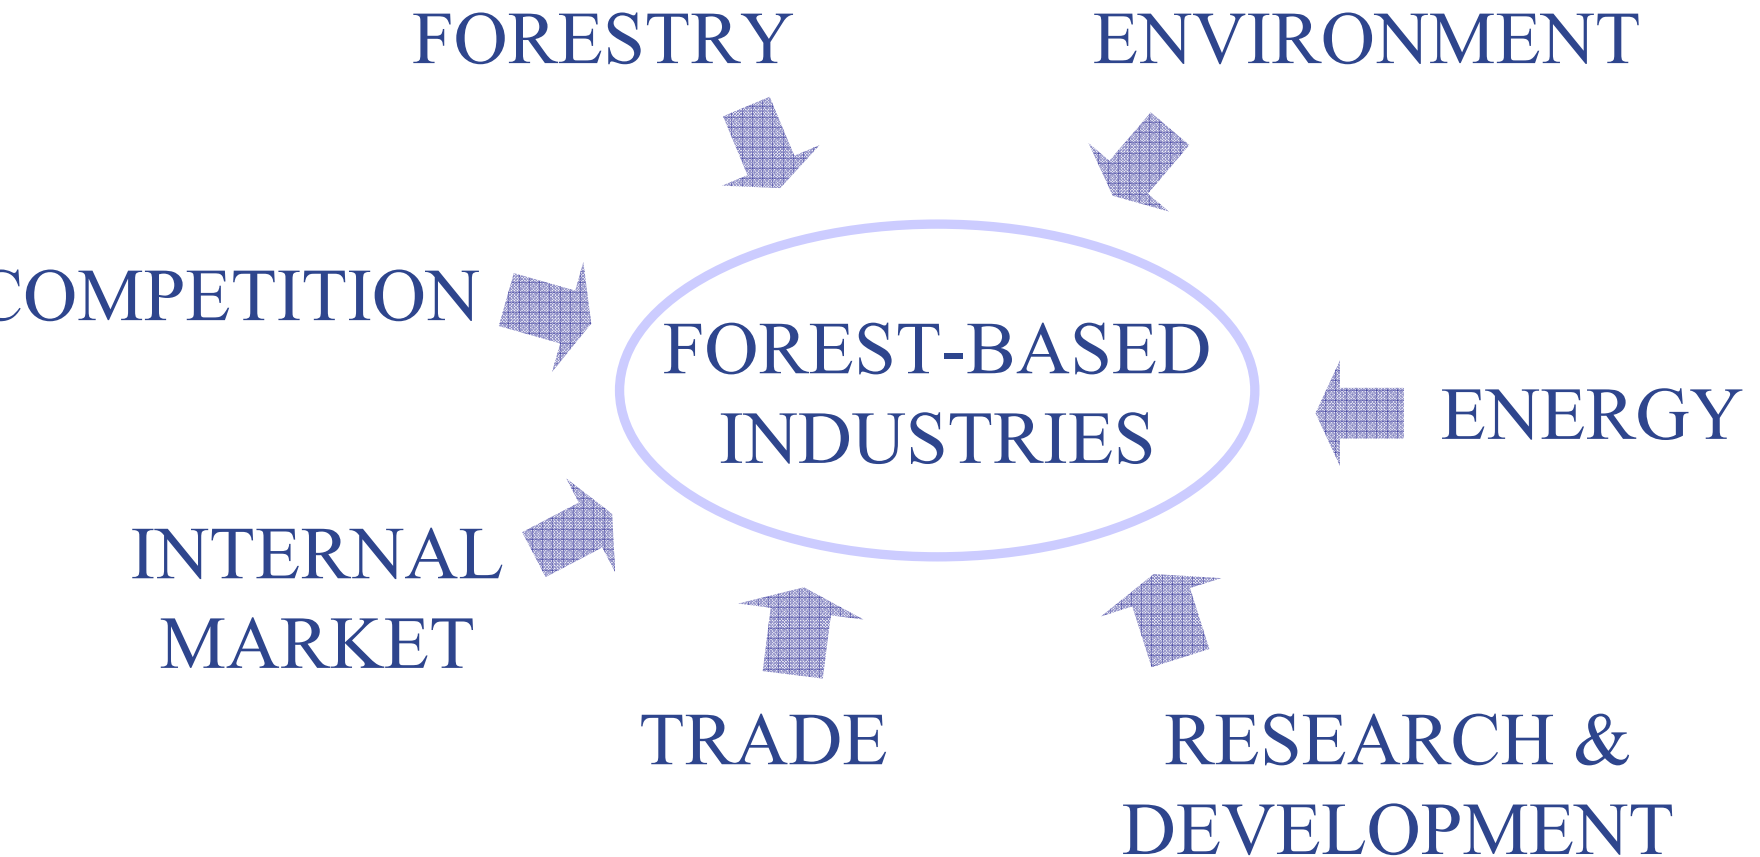 FORESTRY
ENVIRONMENT
COMPETITION
FOREST-BASED
INDUSTRIES
ENERGY
INTERNAL
MARKET
TRADE
RESEARCH &
DEVELOPMENT